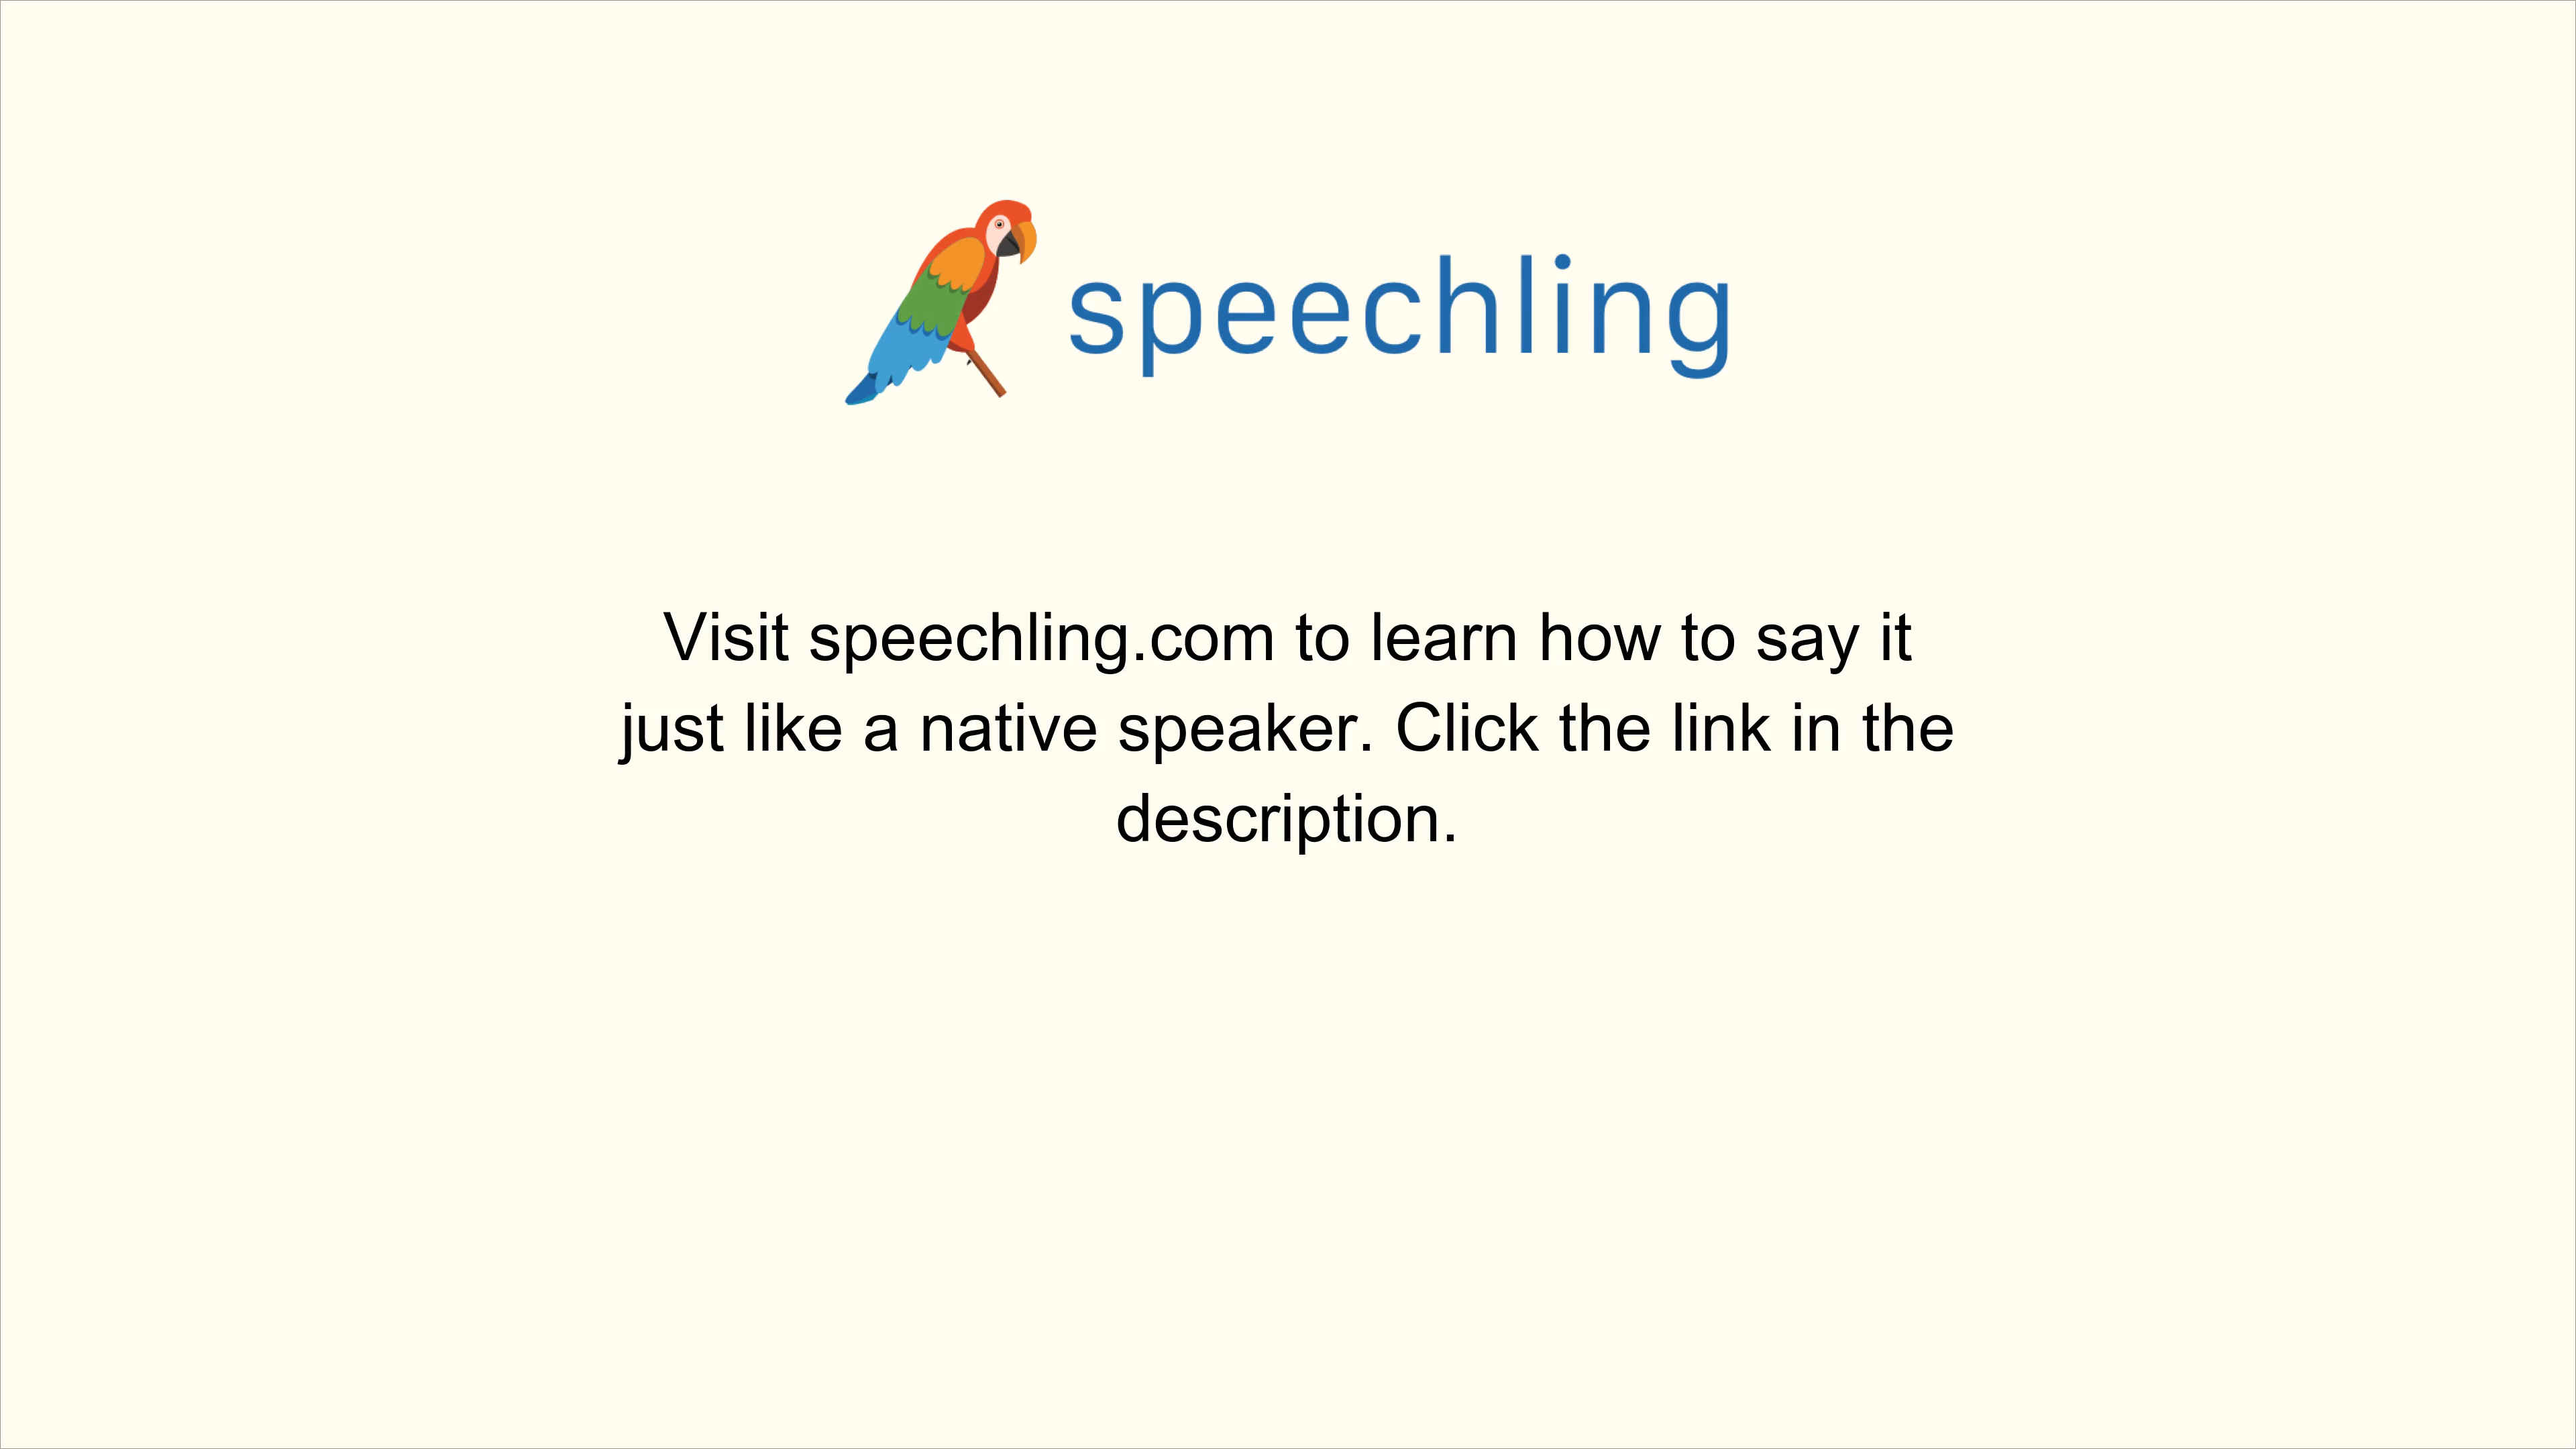 speechling
Visit speechling.com to learn how to say it
just like a native speaker. Click the link in the
description.